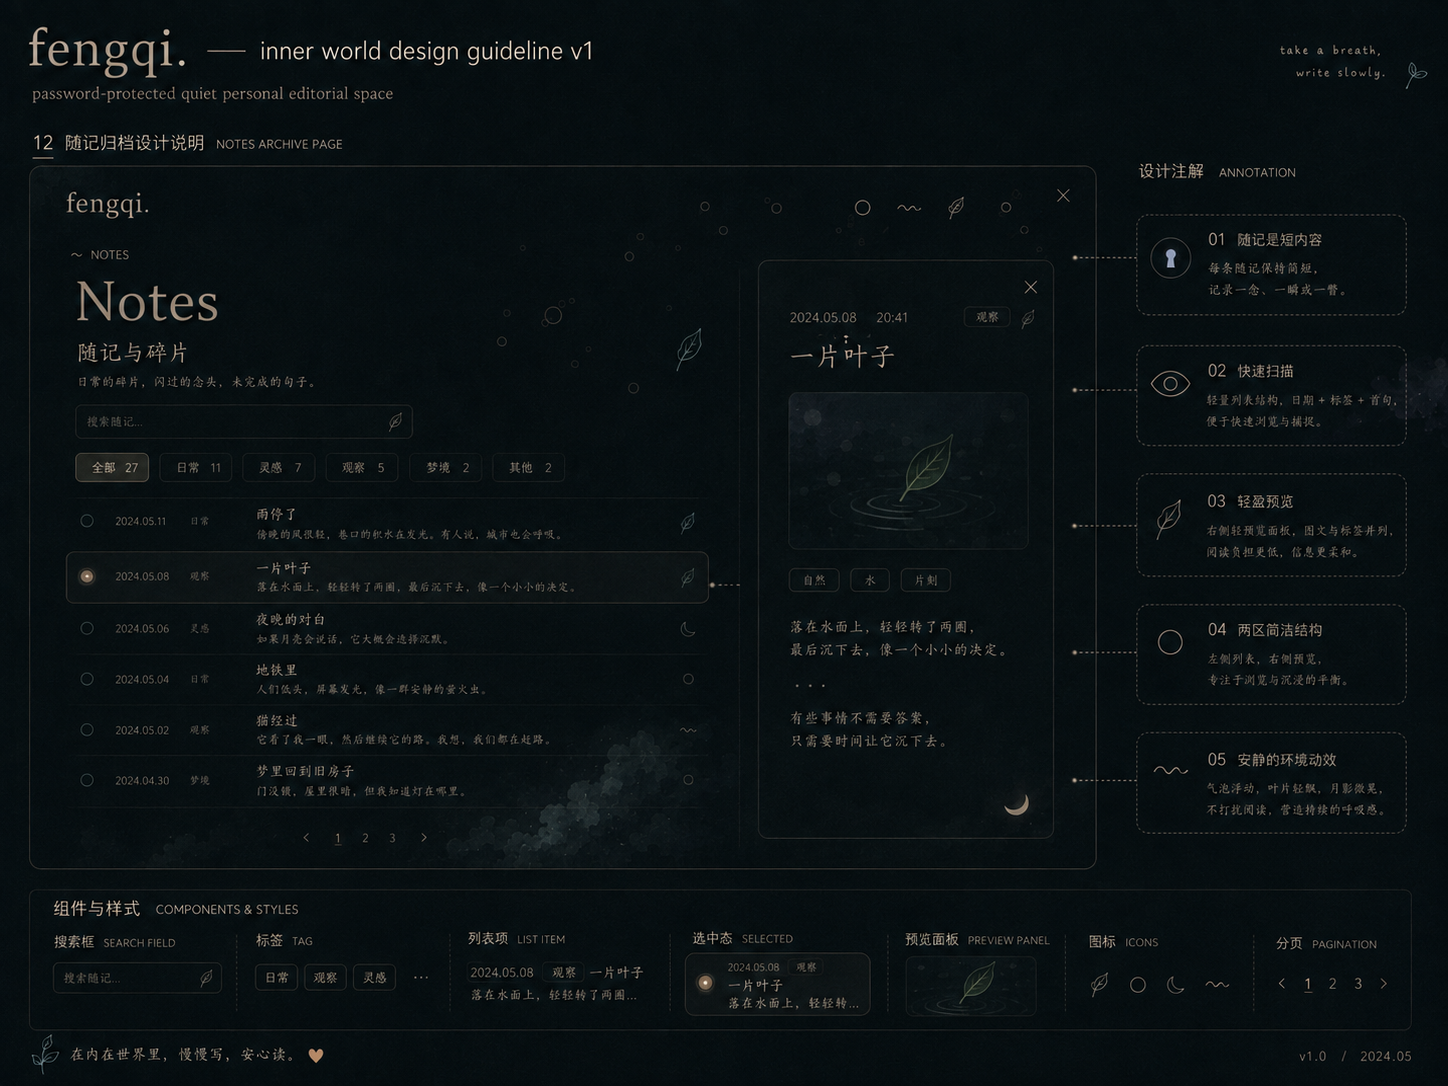 fengqi. — inner world design guideline v1
password-protected quiet personal editorial space
take a breath,
write slowly.
12 随记归档设计说明 NOTES ARCHIVE PAGE
fengqi.
~ NOTES
Notes
随记与碎片
日常的碎片，闪过的念头，未完成的句子。
搜索随记...
全部 27 日常 11 灵感 7 观察 5 梦境 2 其他 2
2024.05.11 日常 雨停了
傍晚的风很轻，巷口的积水在发光。有人说，城市也会呼吸。
2024.05.08 观察 一片叶子
落在水面上，轻轻转了两圈，最后沉下去，像一个小小的决定。
2024.05.06 灵感 夜晚的对白
如果月亮会说话，它大概会选择沉默。
2024.05.04 日常 地铁里
人们低头，屏幕发光，像一群安静的萤火虫。
2024.05.02 观察 猫经过
它看了我一眼，然后继续它的路。我想，我们都在赶路。
2024.04.30 梦境 梦里回到旧房子
门没锁，屋里很暗，但我知道灯在哪里。
< 1 2 3 >
2024.05.08 20:41 观察
一片叶子
自然 水 片刻
落在水面上，轻轻转了两圈，
最后沉下去，像一个小小的决定。
...
有些事情不需要答案，
只需要时间让它沉下去。
设计注解 ANNOTATION
01 随记是短内容
每条随记保持简短，
记录一念、一瞬或一瞥。
02 快速扫描
轻量列表结构，日期 + 标签 + 首句，
便于快速浏览与捕捉。
03 轻盈预览
右侧轻预览面板，图文与标签并列，
阅读负担更低，信息更柔和。
04 两区简洁结构
左侧列表，右侧预览，
专注于浏览与沉浸的平衡。
05 安静的环境动效
气泡浮动，叶片轻飘，月影微晃，
不打扰阅读，营造持续的呼吸感。
组件与样式 COMPONENTS & STYLES
搜索框 SEARCH FIELD
搜索随记...
标签 TAG
日常 观察 灵感 ...
列表项 LIST ITEM
2024.05.08 观察 一片叶子
落在水面上，轻轻转了两圈...
选中态 SELECTED
2024.05.08 观察
一片叶子
落在水面上，轻轻转...
预览面板 PREVIEW PANEL
图标 ICONS
分页 PAGINATION
< 1 2 3 >
在内在世界里，慢慢写，安心读。
v1.0 / 2024.05